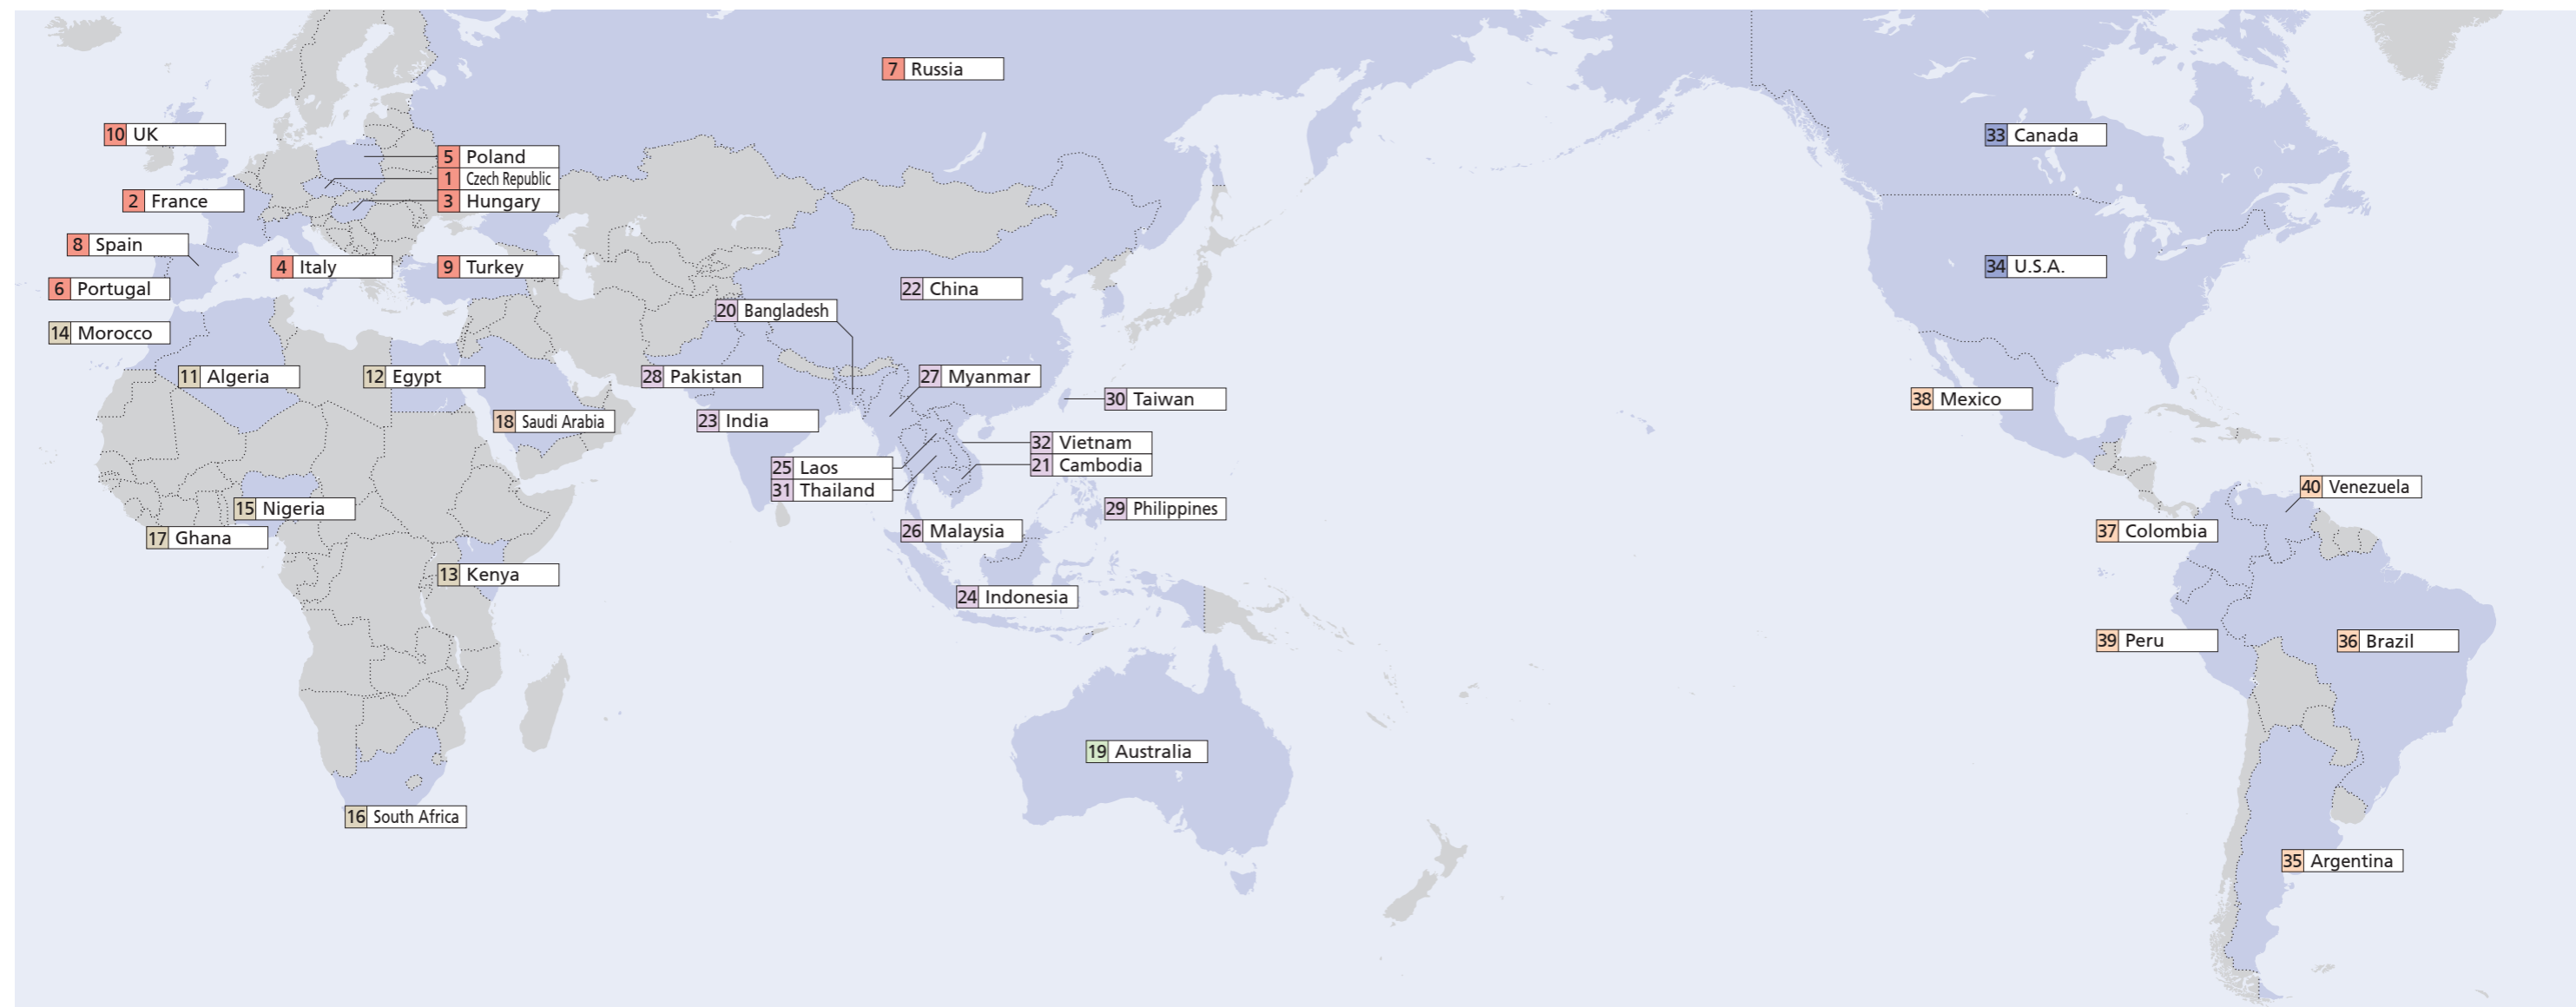 7 Russia
10 UK
33 Canada
5 Poland
1 Czech Republic
2 France
3 Hungary
8 Spain
4 Italy
9 Turkey
34 U.S.A.
6 Portugal
22 China
20 Bangladesh
14 Morocco
11 Algeria
12 Egypt
28 Pakistan
27 Myanmar
30 Taiwan
38 Mexico
18 Saudi Arabia
23 India
32 Vietnam
25 Laos
21 Cambodia
31 Thailand
40 Venezuela
15 Nigeria
29 Philippines
17 Ghana
26 Malaysia
37 Colombia
13 Kenya
24 Indonesia
39 Peru
36 Brazil
19 Australia
16 South Africa
35 Argentina